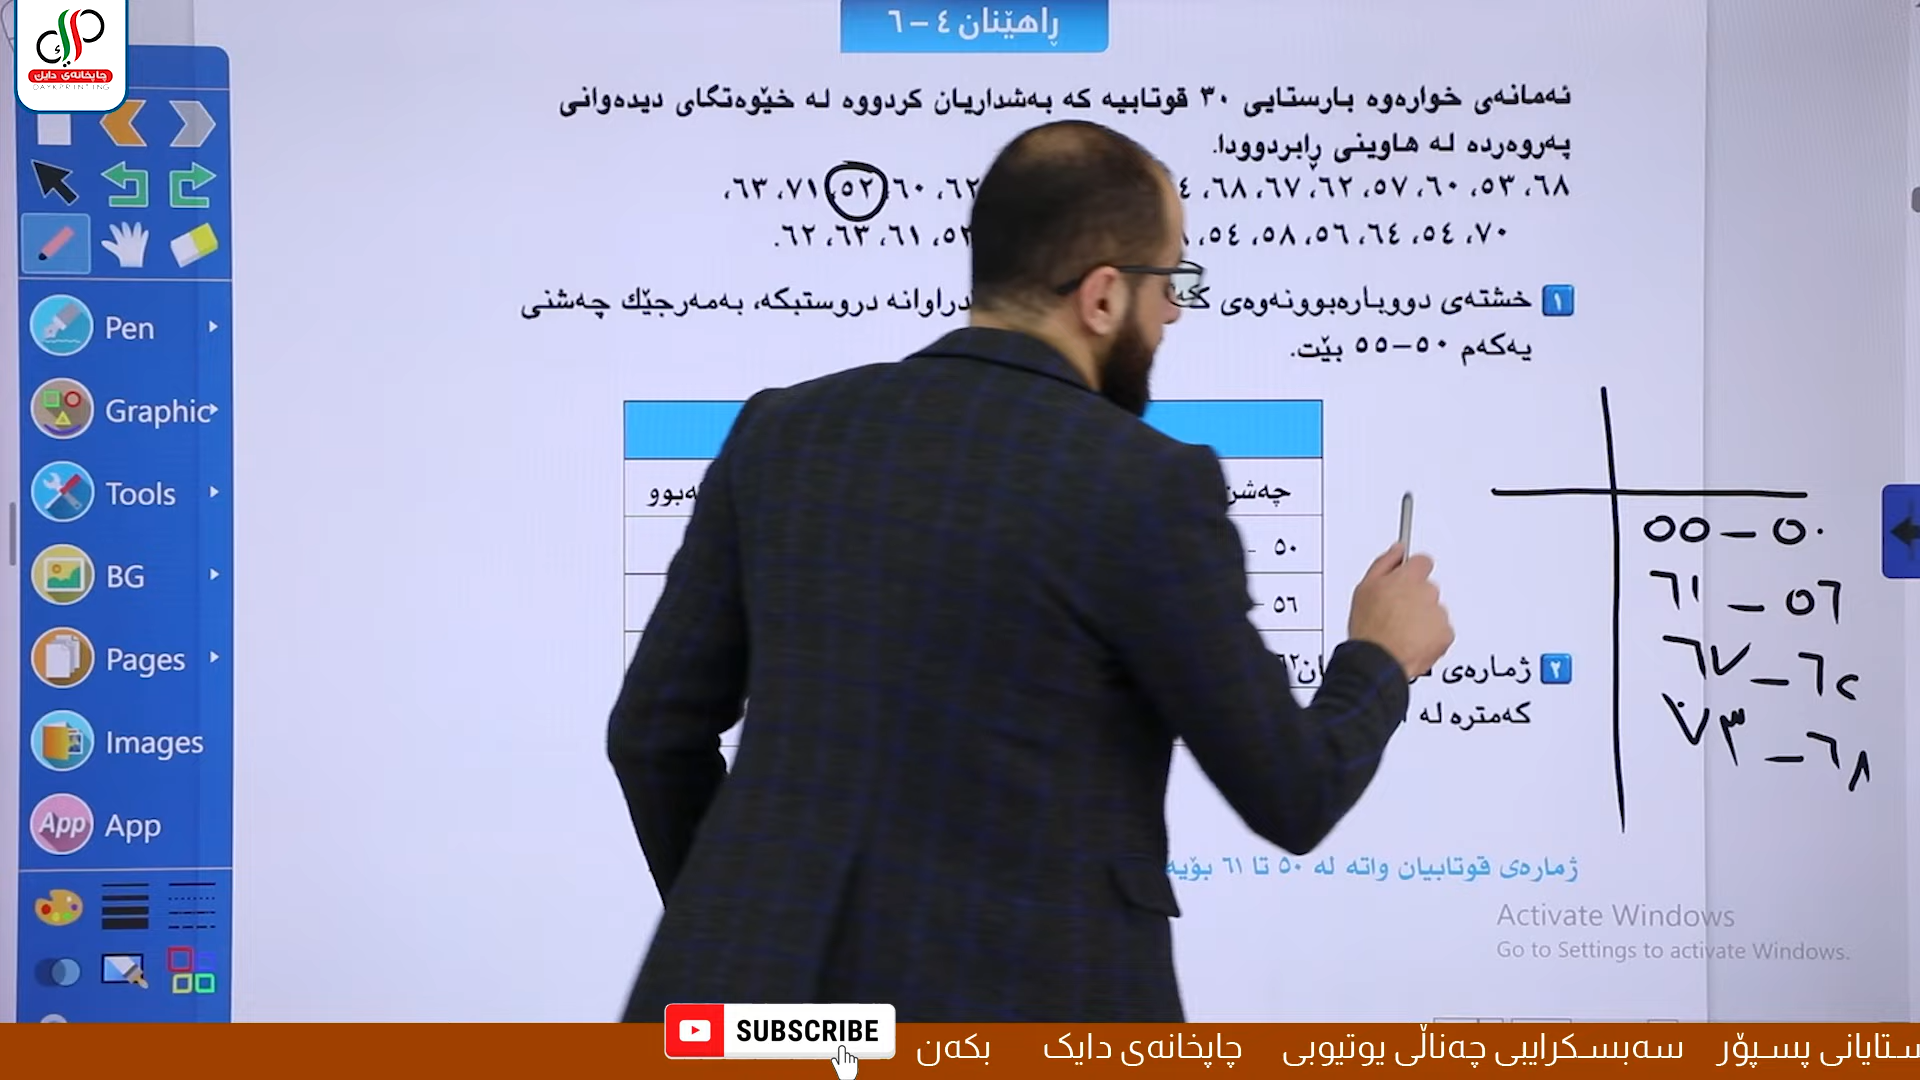 چاپخانەی دایک
DAYKPRINTING
ڕاهێنان ٤ – ٦
ئەمانەی خوارەوە بارستایی ٣٠ قوتابیە کە بەشداریان کردووە لە خێوەتگای دیدەوانی
پەروەردە لە هاوینی ڕابردوودا.
٦٨، ٥٣، ٦٠، ٥٧، ٦٢، ٦٧، ٦٨، ٦٢، ٦٠، ٥٢، ٧١، ٦٣،
٧٠، ٥٤، ٦٤، ٥٦، ٥٨، ٥٤، ٥٢، ٦١، ٦٣، ٦٢.
١ خشتەی دووبارەبوونەوەی دراوانە دروستبکە، بەمەرجێك چەشنی
یەکەم ٥٠–٥٥ بێت.
٥٠ -
٥٦ -
٢ ژمارەی
کەمترە لە
ژمارەی قوتابیان واتە لە ٥٠ تا ٦١ بۆیە
٥٠ – ٥٥
٥٦ – ٦١
٦٢ – ٦٧
٦٨ – ٧٣
Pen
Graphic
Tools
BG
Pages
Images
App App
Activate Windows
Go to Settings to activate Windows.
SUBSCRIBE
ستایانی پسپۆر سەبسکرایبی چەناڵی یوتیوبی چاپخانەی دایک بکەن